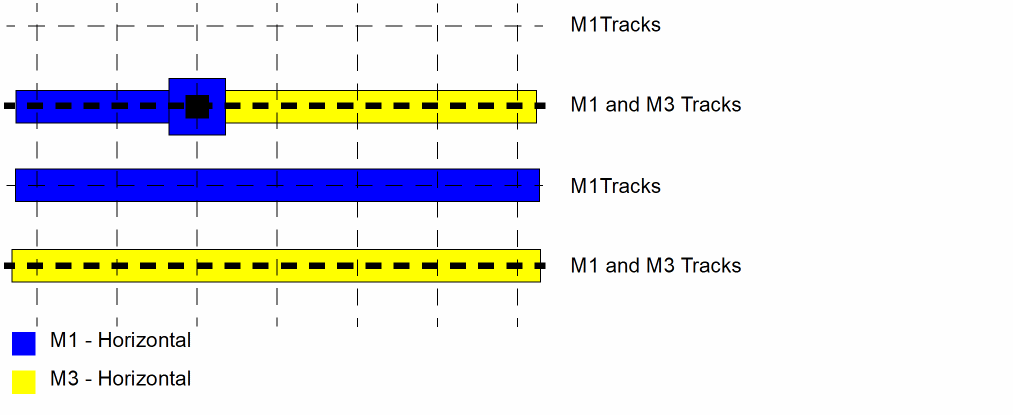 M1Tracks
M1 and M3 Tracks
M1Tracks
M1 and M3 Tracks
M1 - Horizontal
M3 - Horizontal